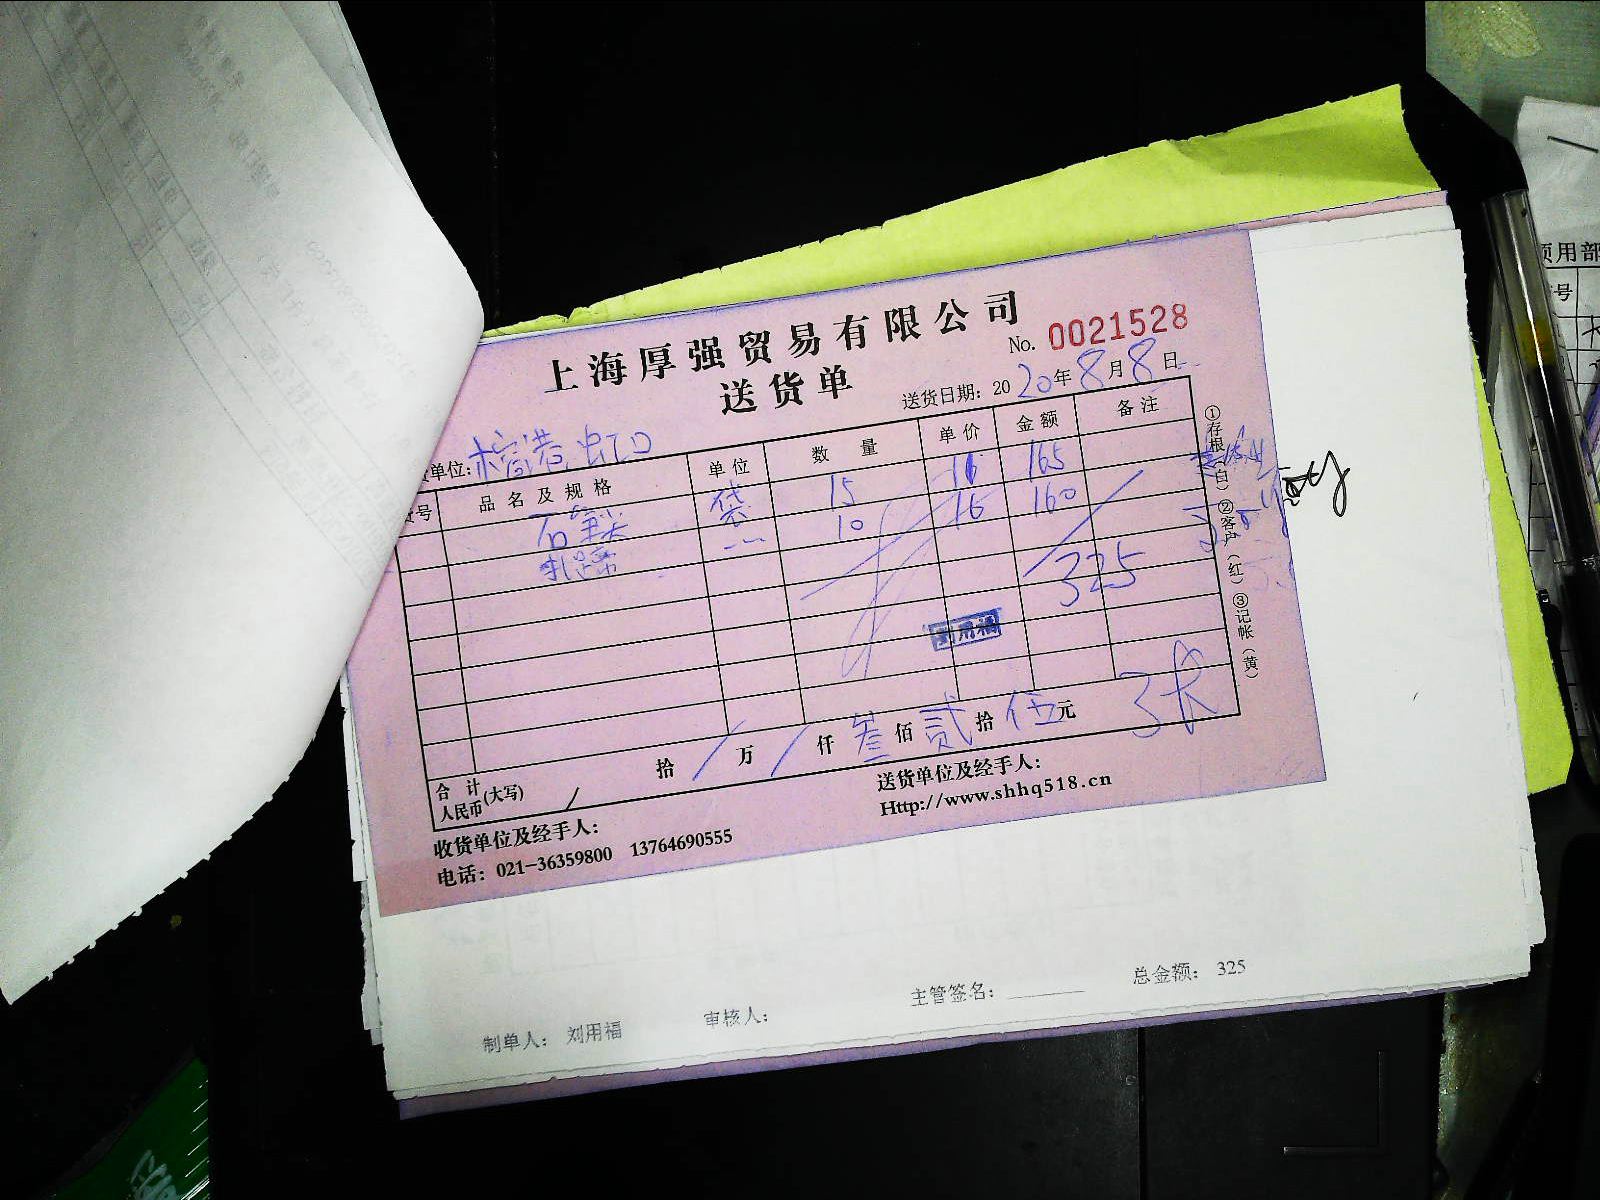 上海厚强贸易有限公司
送货单
No. 0021528
送货日期: 2020年8月8日
货单位: 榕港虹口
货号 品名及规格 单位 数量 单价 金额 备注
袋 15 11 165
10 16 160
325
刘用福
合计人民币(大写) 拾 / 万 / 仟 叁 佰 贰 拾 伍 元
收货单位及经手人:
送货单位及经手人:
电话: 021-36359800 13764690555
Http://www.shhq518.cn
①存根(白) ②客户(红) ③记帐(黄)
制单人: 刘用福 审核人: 主管签名: 总金额: 325
领用部
号